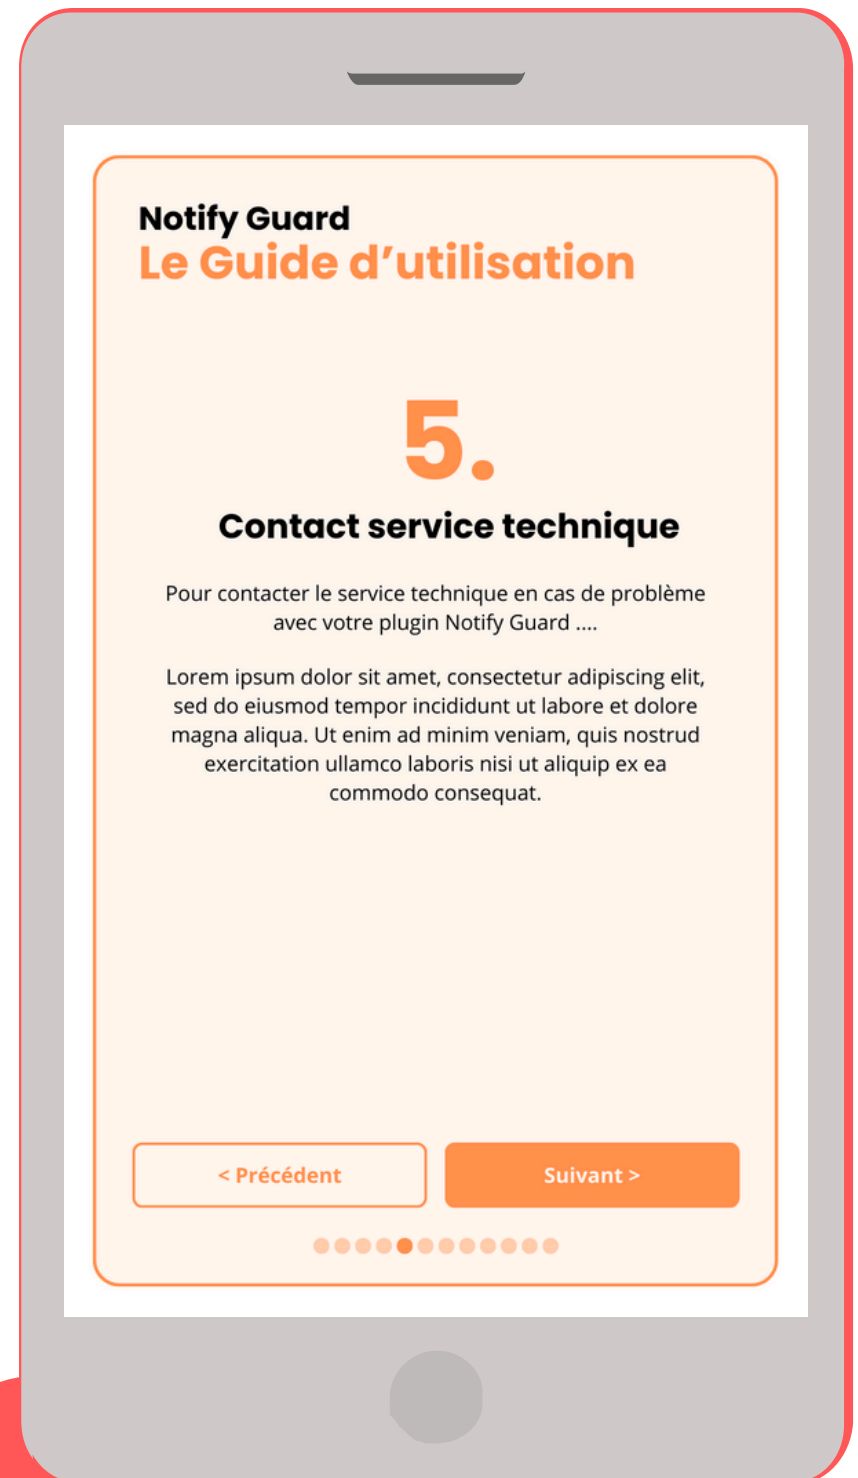 Notify Guard
Le Guide d’utilisation
5.
Contact service technique
Pour contacter le service technique en cas de problème
avec votre plugin Notify Guard ....
Lorem ipsum dolor sit amet, consectetur adipiscing elit,
sed do eiusmod tempor incididunt ut labore et dolore
magna aliqua. Ut enim ad minim veniam, quis nostrud
exercitation ullamco laboris nisi ut aliquip ex ea
commodo consequat.
< Précédent
Suivant >